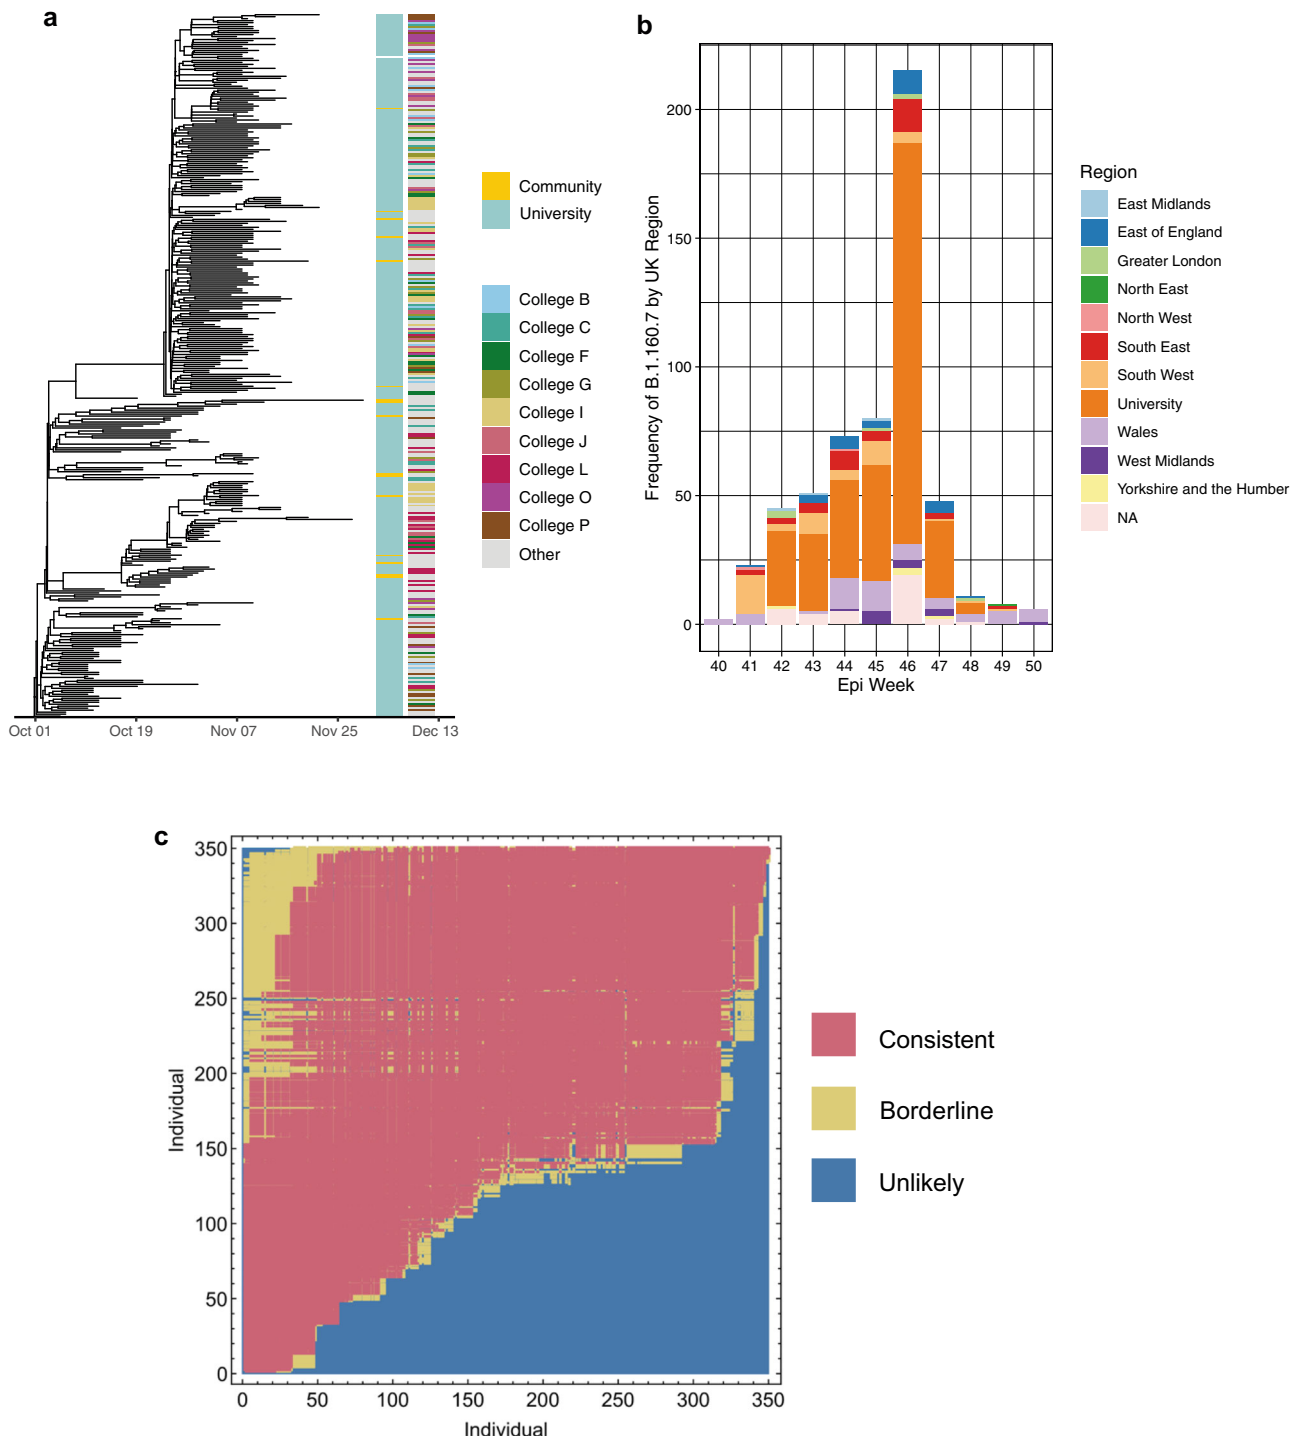 a
Community
University
College B
College C
College F
College G
College I
College J
College L
College O
College P
Other
Oct 01
Oct 19
Nov 07
Nov 25
Dec 13
b
Frequency of B.1.160.7 by UK Region
200
150
100
50
0
40 41 42 43 44 45 46 47 48 49 50
Epi Week
Region
East Midlands
East of England
Greater London
North East
North West
South East
South West
University
Wales
West Midlands
Yorkshire and the Humber
NA
c
Individual
350
300
250
200
150
100
50
0
0 50 100 150 200 250 300 350
Individual
Consistent
Borderline
Unlikely